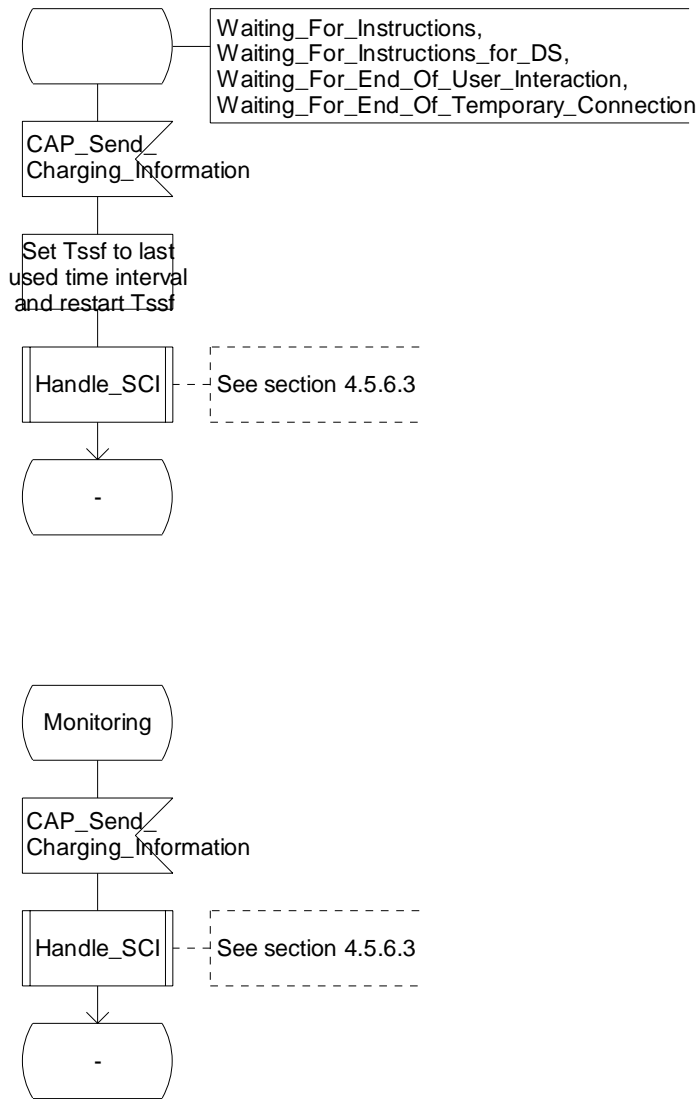 Waiting_For_Instructions,
Waiting_For_Instructions_for_DS,
Waiting_For_End_Of_User_Interaction,
Waiting_For_End_Of_Temporary_Connection
CAP_Send_
Charging_Information
Set Tssf to last
used time interval
and restart Tssf
Handle_SCI
See section 4.5.6.3
-
Monitoring
CAP_Send_
Charging_Information
Handle_SCI
See section 4.5.6.3
-